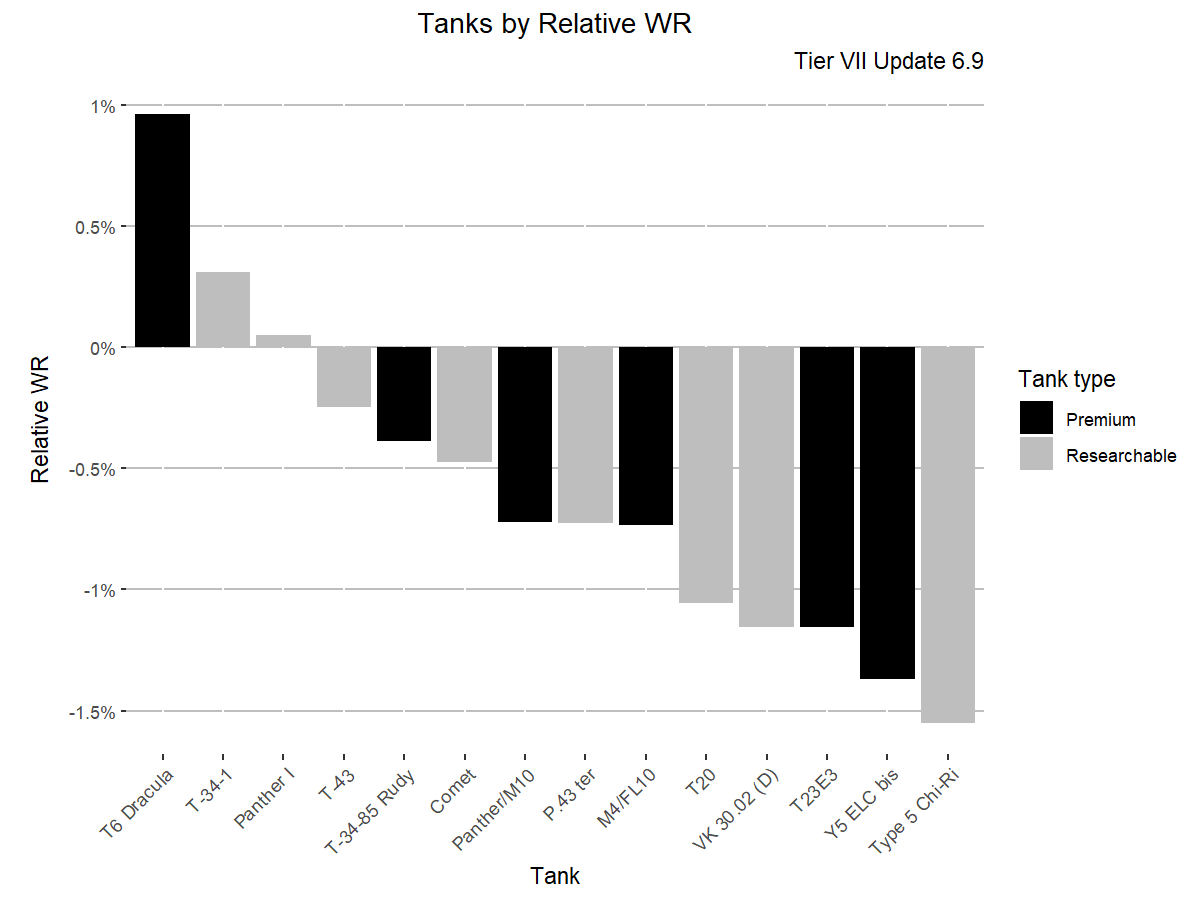 Tanks by Relative WR
Tier VII Update 6.9
1%
0.5%
0%
-0.5%
-1%
-1.5%
Relative WR
T6 Dracula
T-34-1
Panther I
T-43
T-34-85 Rudy
Comet
Panther/M10
P.43 ter
M4/FL10
T20
VK 30.02 (D)
T23E3
Y5 ELC bis
Type 5 Chi-Ri
Tank
Tank type
Premium
Researchable